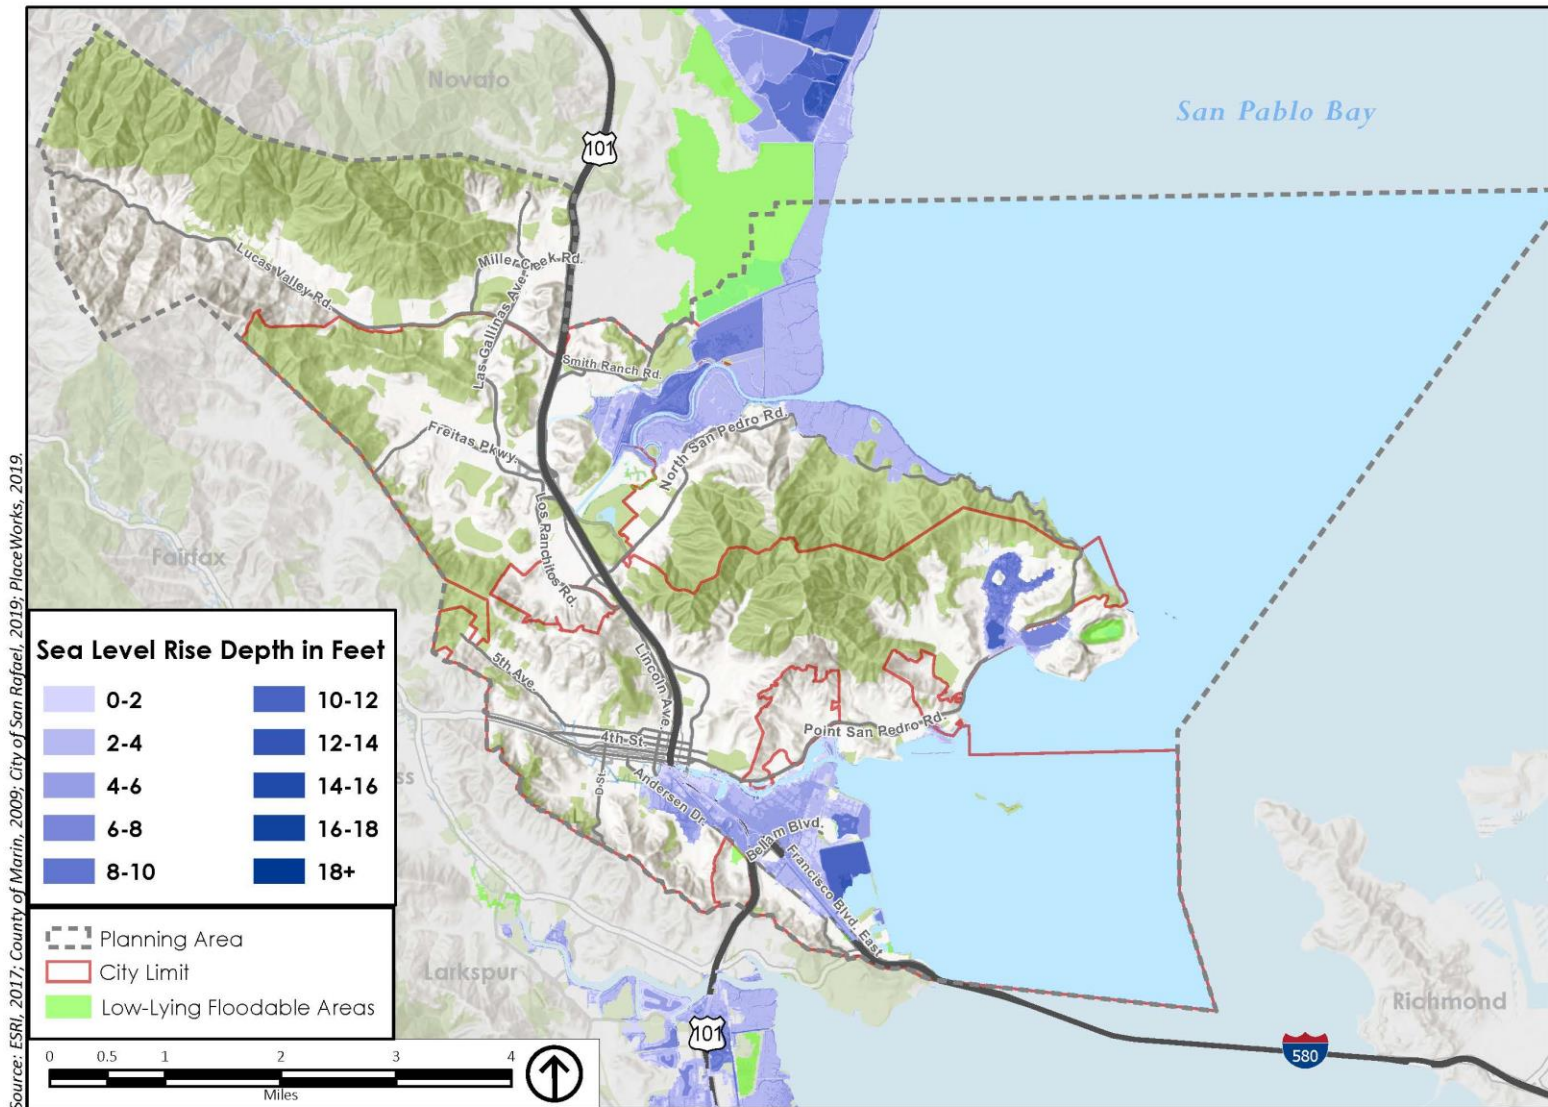 Novato
101
San Pablo Bay
Lucas Valley Rd.
Miller Creek Rd.
Las Gallinas Ave.
Smith Ranch Rd.
Freitas Pkwy.
North San Pedro Rd.
Los Ranchitos Rd.
Fairfax
Lincoln Ave.
5th Ave.
4th St.
Point San Pedro Rd.
D St
Andersen Dr.
Bellam Blvd.
Francisco Blvd. East
ss
Larkspur
101
Richmond
580
Sea Level Rise Depth in Feet
0-2
2-4
4-6
6-8
8-10
10-12
12-14
14-16
16-18
18+
Planning Area
City Limit
Low-Lying Floodable Areas
0 0.5 1 2 3 4
Miles
Source: ESRI, 2017; County of Marin, 2009; City of San Rafael, 2019; PlaceWorks, 2019.